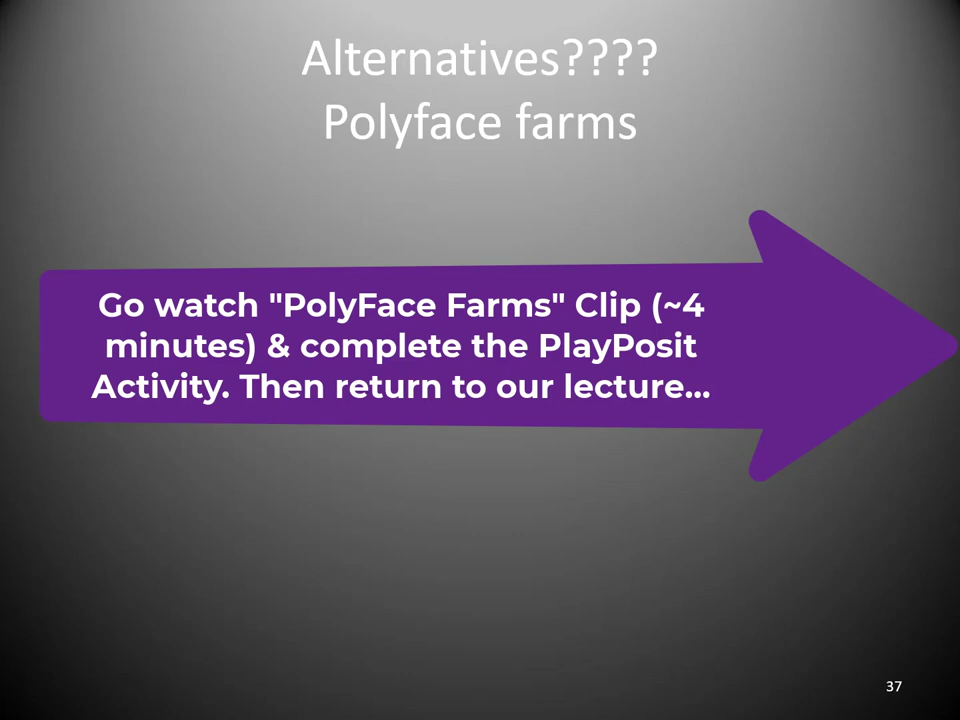 Alternatives????
Polyface farms
Go watch "PolyFace Farms" Clip (~4
minutes) & complete the PlayPosit
Activity. Then return to our lecture...
37